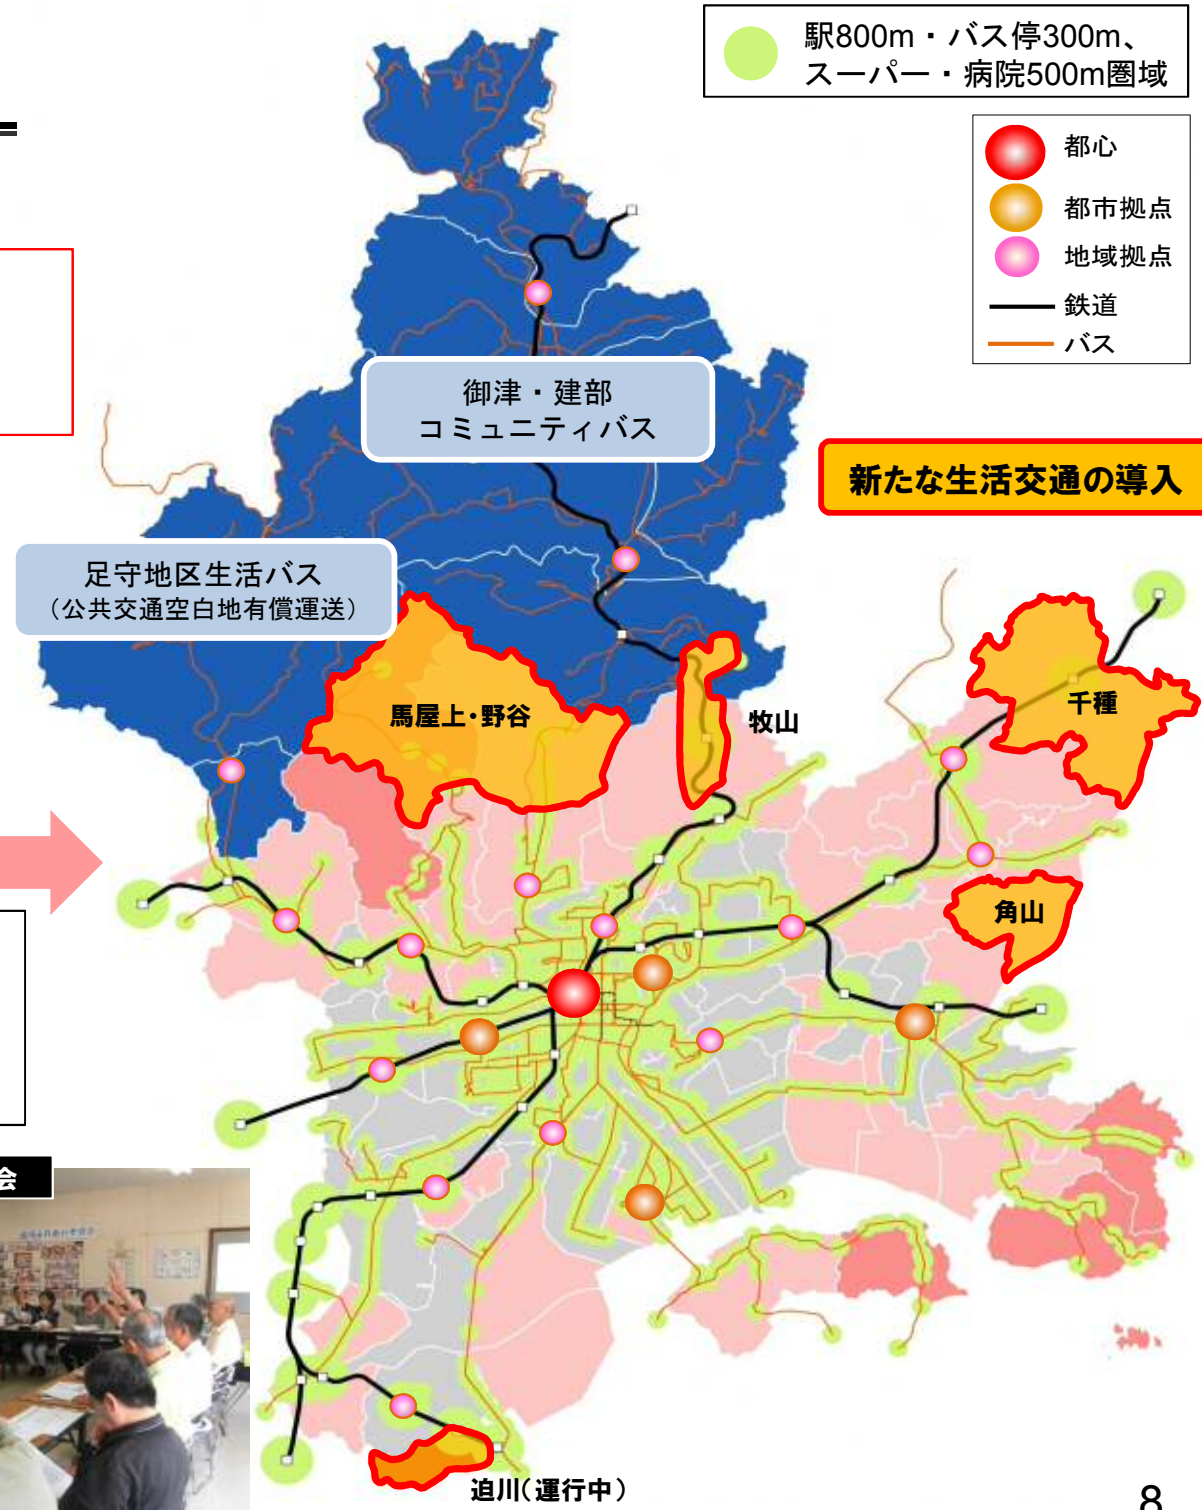 駅800m・バス停300m、
スーパー・病院500m圏域
都心
都市拠点
地域拠点
鉄道
バス
御津・建部
コミュニティバス
新たな生活交通の導入
足守地区生活バス
（公共交通空白地有償運送）
馬屋上・野谷
牧山
千種
角山
会
迫川（運行中）
8